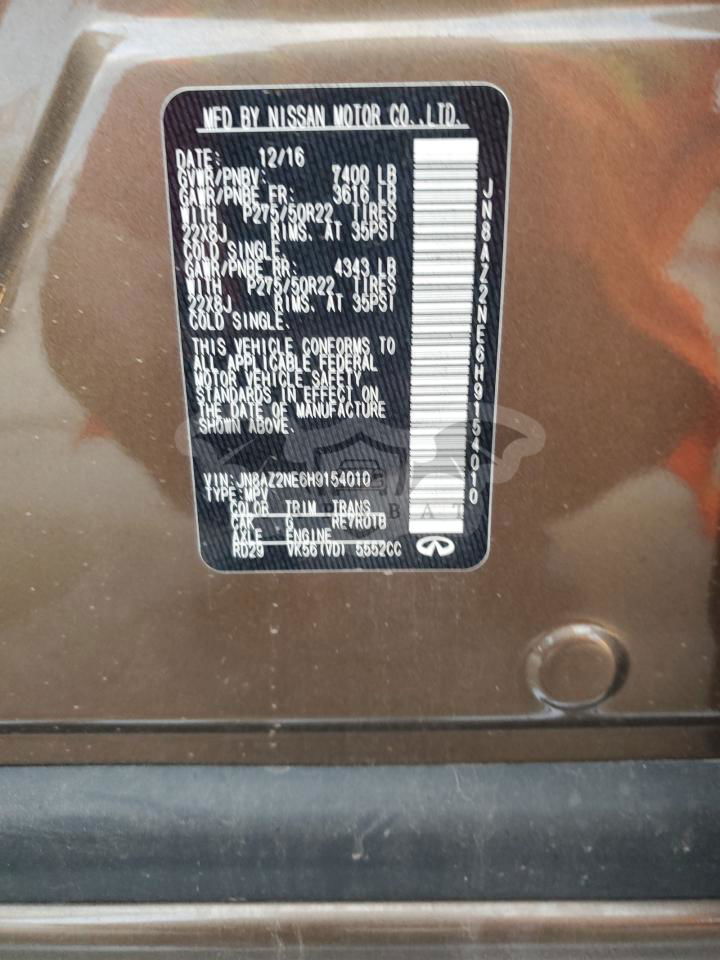 MFD BY NISSAN MOTOR CO.,LTD.
DATE: 12/16
GVWR/PNBV: 7400 LB
GAWR/PNBE FR: 3616 LB
WITH P275/50R22 TIRES
22X8J RIMS. AT 35PSI
COLD SINGLE.
GAWR/PNBE RR: 4343 LB
WITH P275/50R22 TIRES
22X8J RIMS. AT 35PSI
COLD SINGLE.
THIS VEHICLE CONFORMS TO
ALL APPLICABLE FEDERAL
MOTOR VEHICLE SAFETY
STANDARDS IN EFFECT ON
THE DATE OF MANUFACTURE
SHOWN ABOVE.
VIN:JN8AZ2NE6H9154010
TYPE:MPV
COLOR TRIM TRANS
CAK G RE7R01B
AXLE ENGINE
RD29 VK56(VD) 5552CC
JN8AZ2NE6H9154010